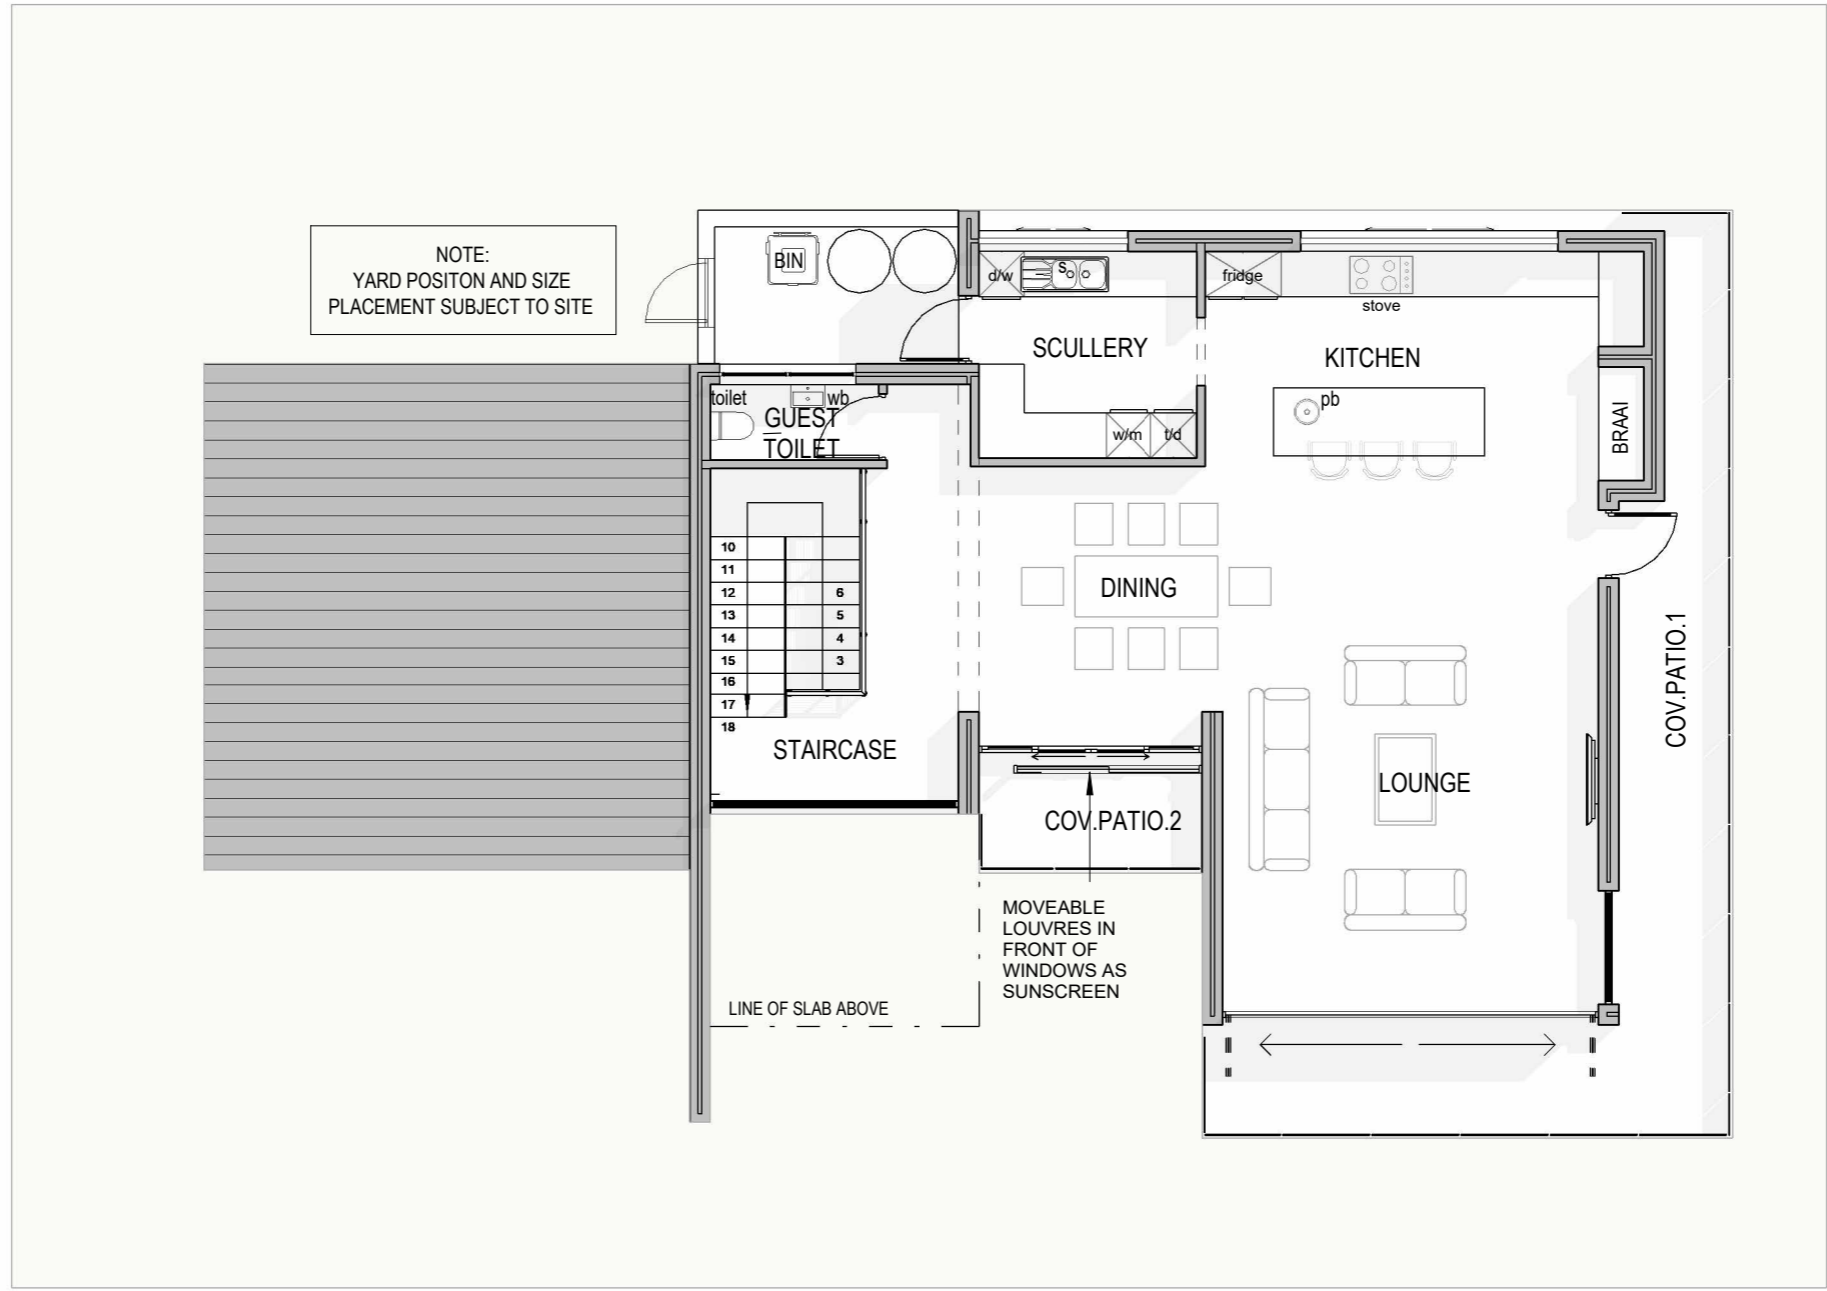 NOTE:
YARD POSITON AND SIZE
PLACEMENT SUBJECT TO SITE
BIN
d/w
S
fridge
stove
SCULLERY
KITCHEN
toilet
wb
GUEST
TOILET
w/m
t/d
pb
BRAAI
10
11
12
13
14
15
16
17
18
6
5
4
3
DINING
STAIRCASE
COV.PATIO.1
LOUNGE
COV.PATIO.2
MOVEABLE
LOUVRES IN
FRONT OF
WINDOWS AS
SUNSCREEN
LINE OF SLAB ABOVE